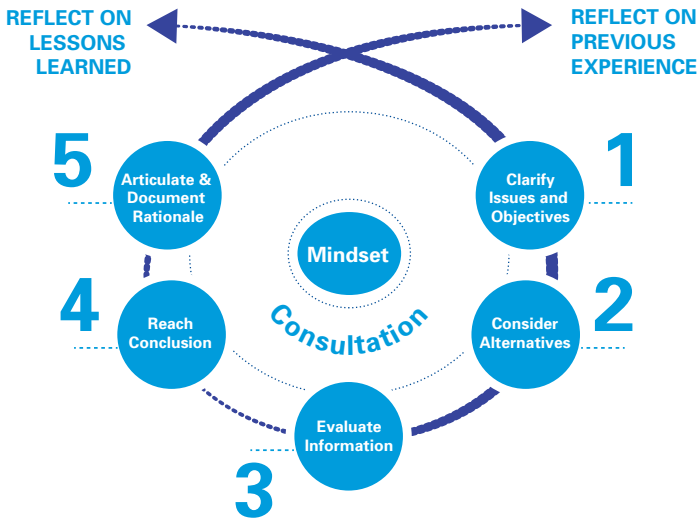 REFLECT ON
LESSONS
LEARNED
REFLECT ON
PREVIOUS
EXPERIENCE
5
Articulate &
Document
Rationale
1
Clarify
Issues and
Objectives
Mindset
Consultation
4
Reach
Conclusion
2
Consider
Alternatives
3
Evaluate
Information